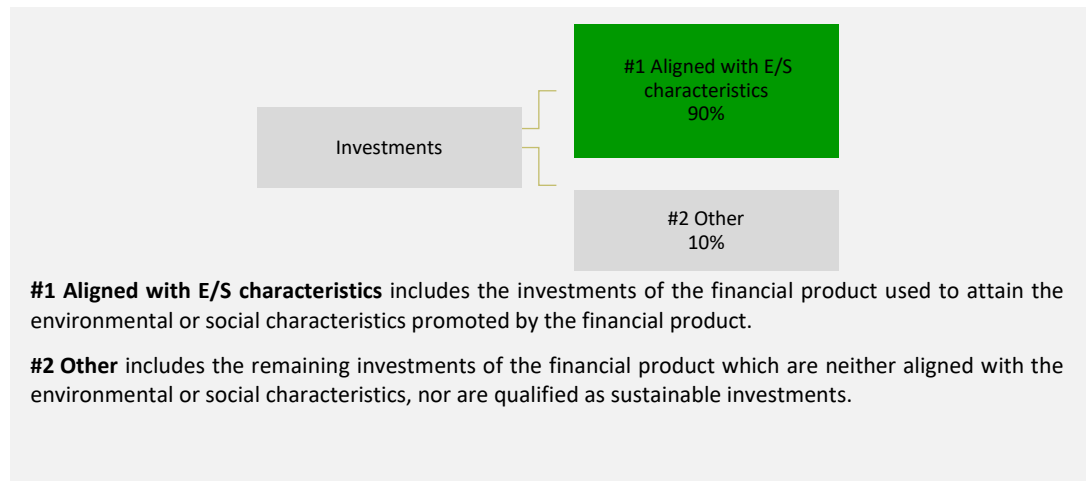 #1 Aligned with E/S
characteristics
90%
Investments
#2 Other
10%
#1 Aligned with E/S characteristics includes the investments of the financial product used to attain the
environmental or social characteristics promoted by the financial product.
#2 Other includes the remaining investments of the financial product which are neither aligned with the
environmental or social characteristics, nor are qualified as sustainable investments.